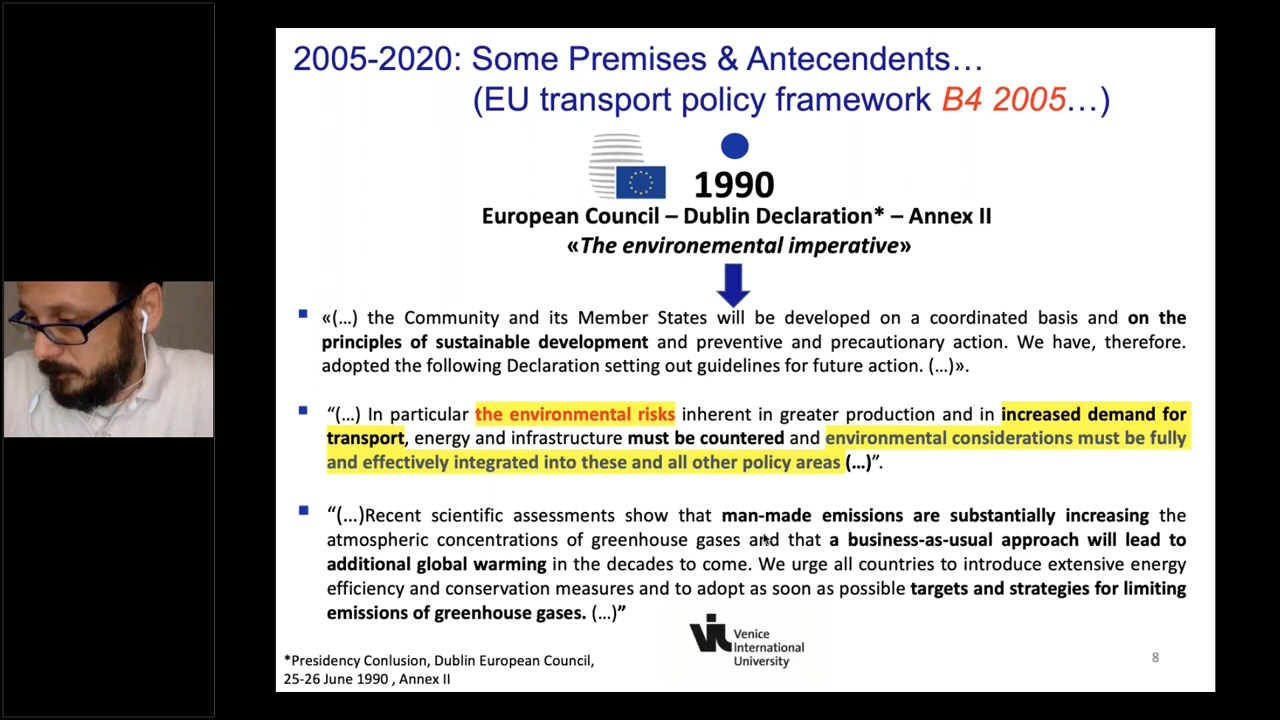 2005-2020: Some Premises & Antecendents…
(EU transport policy framework B4 2005…)
1990
European Council – Dublin Declaration* – Annex II
«The environemental imperative»
«(…) the Community and its Member States will be developed on a coordinated basis and on the
principles of sustainable development and preventive and precautionary action. We have, therefore.
adopted the following Declaration setting out guidelines for future action. (…)».
“(…) In particular the environmental risks inherent in greater production and in increased demand for
transport, energy and infrastructure must be countered and environmental considerations must be fully
and effectively integrated into these and all other policy areas (…)”.
“(…)Recent scientific assessments show that man-made emissions are substantially increasing the
atmospheric concentrations of greenhouse gases and that a business-as-usual approach will lead to
additional global warming in the decades to come. We urge all countries to introduce extensive energy
efficiency and conservation measures and to adopt as soon as possible targets and strategies for limiting
emissions of greenhouse gases. (…)”
VIU
Venice
International
University
*Presidency Conlusion, Dublin European Council,
25-26 June 1990 , Annex II
8